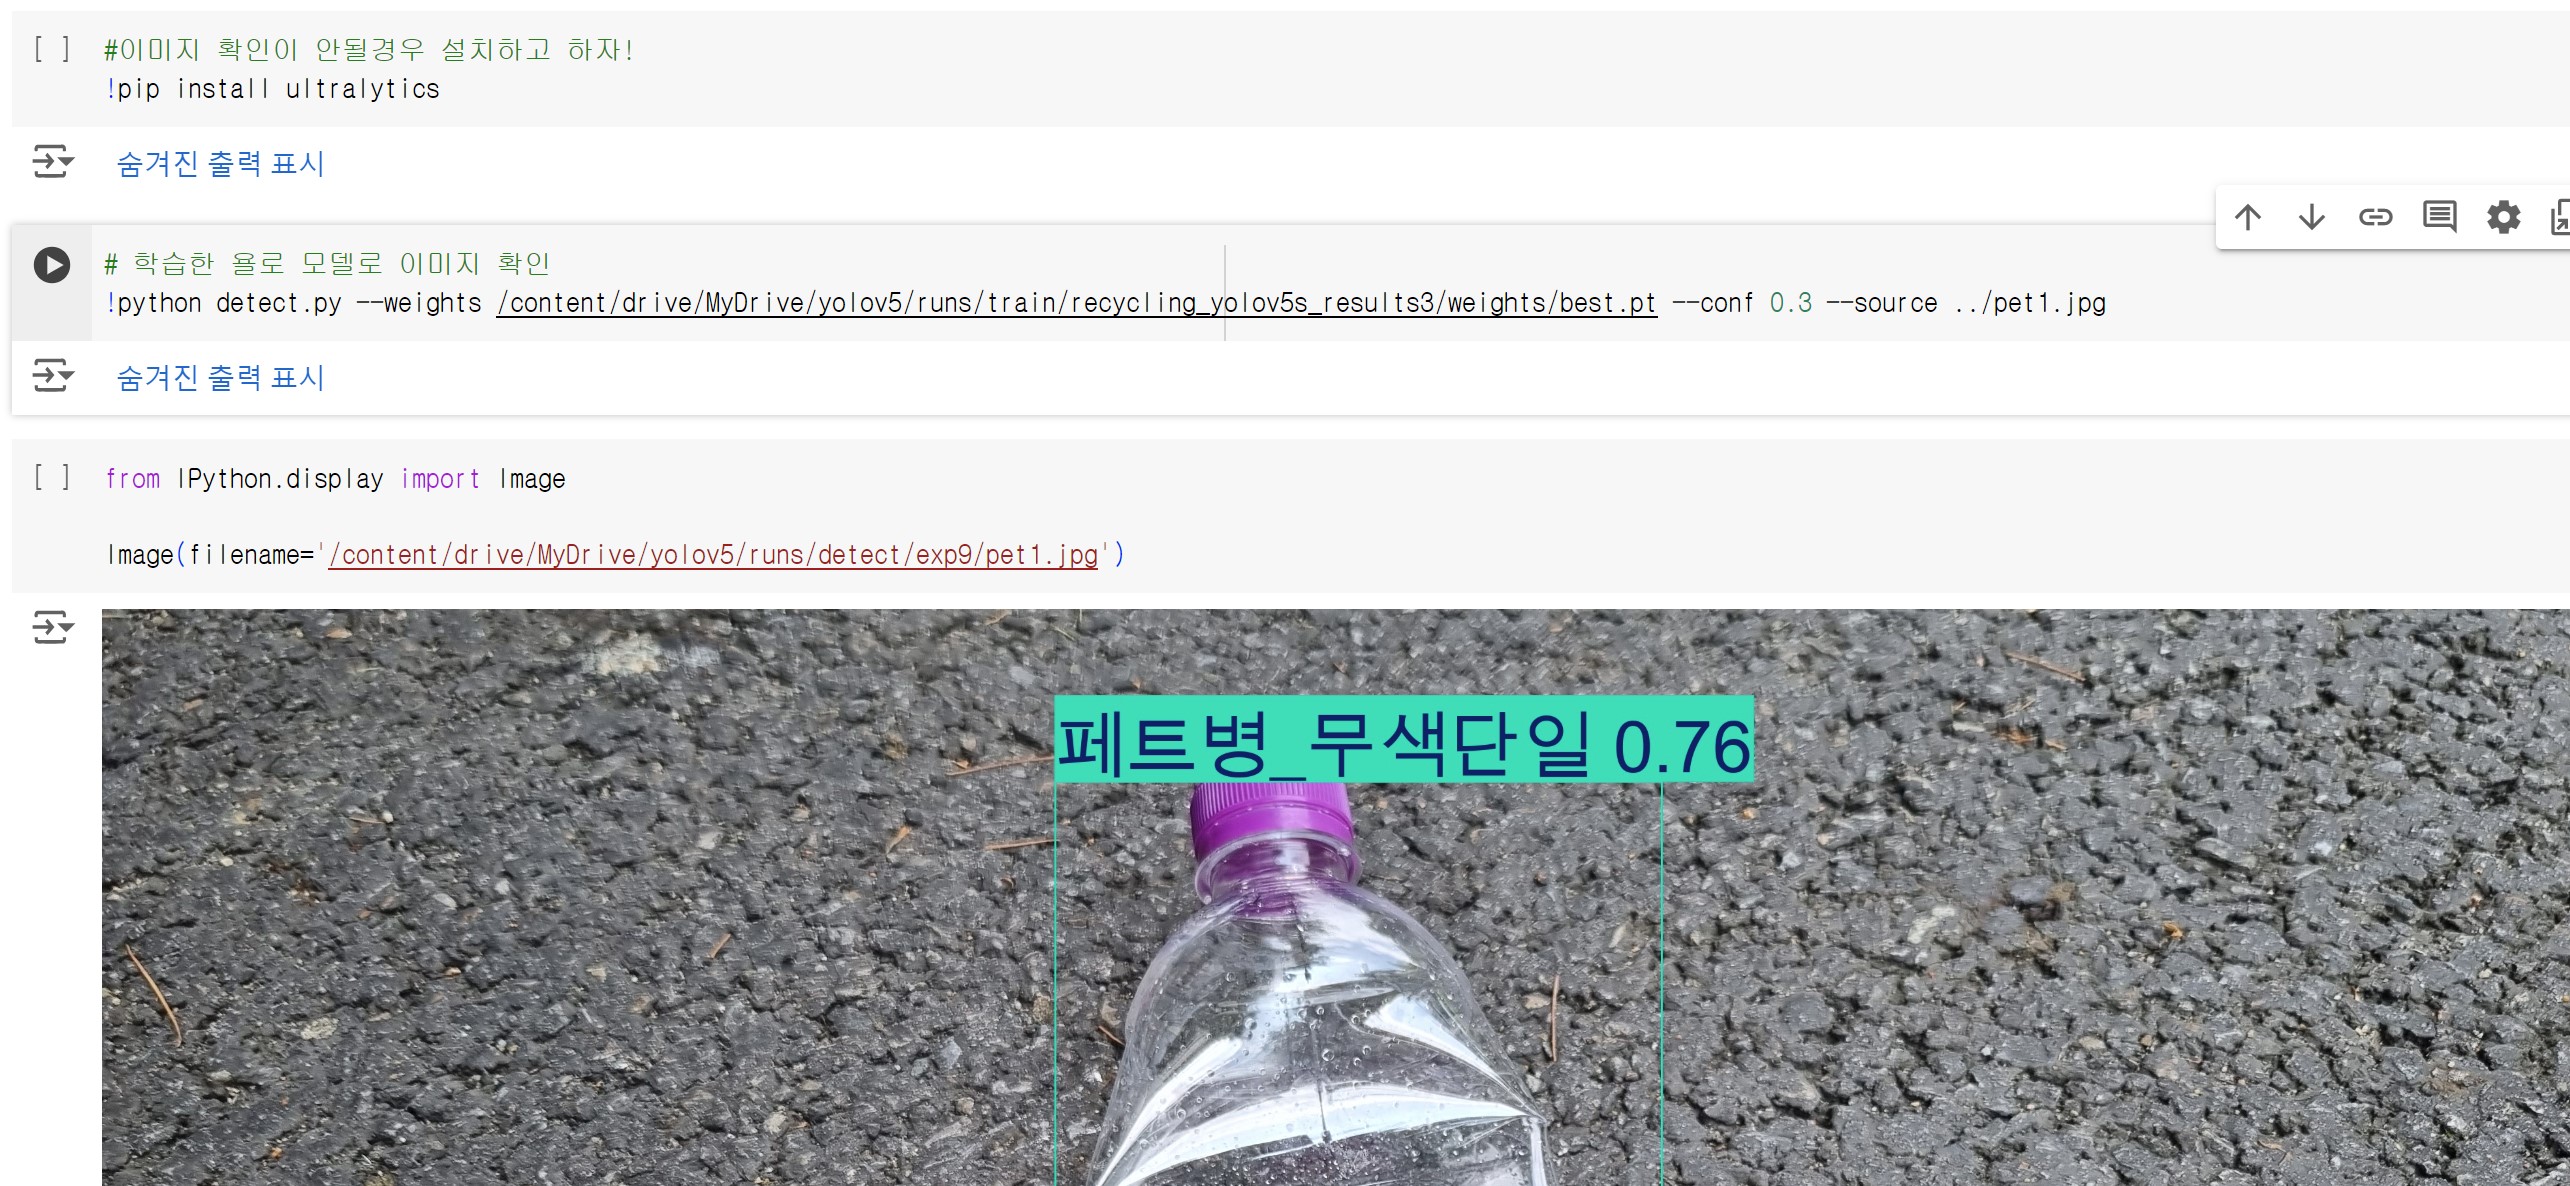 [ ] #이미지 확인이 안될경우 설치하고 하자!
!pip install ultralytics
숨겨진 출력 표시
# 학습한 욜로 모델로 이미지 확인
!python detect.py --weights /content/drive/MyDrive/yolov5/runs/train/recycling_yolov5s_results3/weights/best.pt --conf 0.3 --source ../pet1.jpg
숨겨진 출력 표시
[ ] from IPython.display import Image
Image(filename='/content/drive/MyDrive/yolov5/runs/detect/exp9/pet1.jpg')
페트병_무색단일 0.76